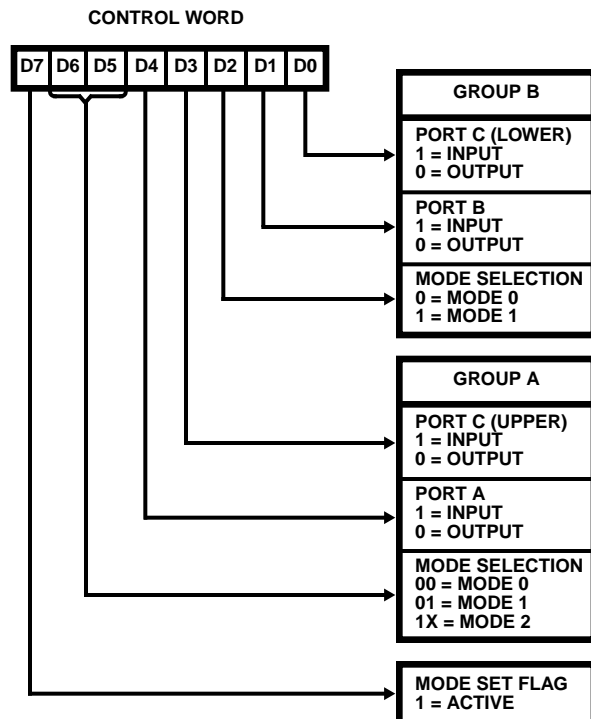 CONTROL WORD
D7 D6 D5 D4 D3 D2 D1 D0
GROUP B
PORT C (LOWER)
1 = INPUT
0 = OUTPUT
PORT B
1 = INPUT
0 = OUTPUT
MODE SELECTION
0 = MODE 0
1 = MODE 1
GROUP A
PORT C (UPPER)
1 = INPUT
0 = OUTPUT
PORT A
1 = INPUT
0 = OUTPUT
MODE SELECTION
00 = MODE 0
01 = MODE 1
1X = MODE 2
MODE SET FLAG
1 = ACTIVE